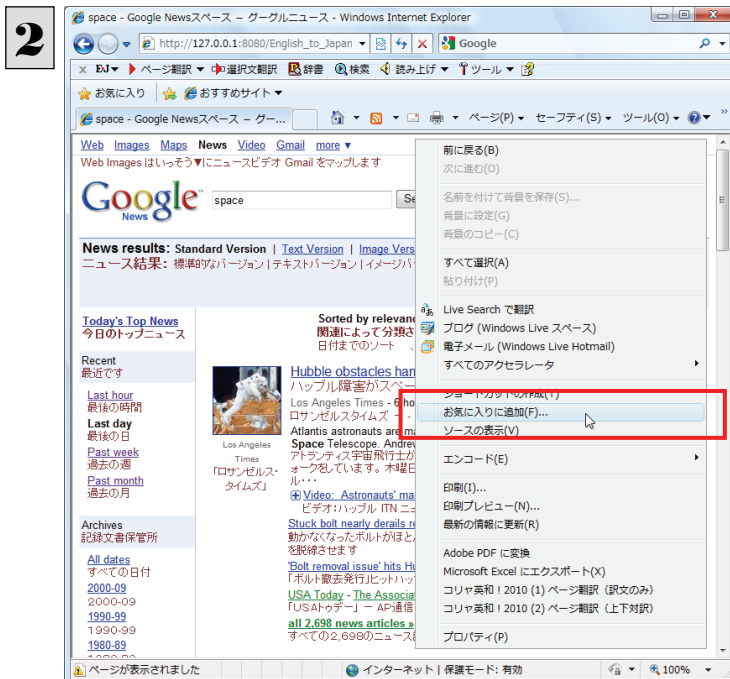 2
space - Google Newsスペース – グーグルニュース - Windows Internet Explorer
http://127.0.0.1:8080/English_to_Japan
Google
ページ翻訳 選択文翻訳 辞書 検索 読み上げ ツール
お気に入り おすすめサイト
space - Google Newsスペース – グー...
ページ(P) セーフティ(S) ツール(O)
Web Images Maps News Video Gmail more ▼
Web Images はいっそう▼にニュースビデオ Gmail をマップします
Google News
space
News results: Standard Version | Text Version | Image Vers
ニュース結果: 標準的なバージョン | テキストバージョン | イメージバ
Today's Top News
今日のトップニュース
Recent
最近です
Last hour
最後の時間
Last day
最後の日
Past week
過去の週
Past month
過去の月
Archives
記録文書保管所
All dates
すべての日付
2000-09
2000-09
1990-99
1990-99
1980-89
Sorted by relevanc
関連によって分類さ
日付までのソート 、
Hubble obstacles han
ハッブル障害がスペー
Los Angeles Times - 6 ho
ロサンゼルスタイムズ - -
Atlantis astronauts are ma
Space Telescope. Andrew
アトランティス宇宙飛行士が
ォークをしています。木曜日
ル・・・
Los Angeles Times
「ロサンゼルス・タイムズ」
Video: Astronauts' ma
ビデオ:ハッブル ITN ニ
Stuck bolt nearly derails re
動かなくなったボルトがほとん
を脱線させます
'Bolt removal issue' hits Hu
「ボルト撤去発行」ヒットハッ
USA Today - The Associat
「USAトゥデー」 – AP通信
all 2,698 news articles »
すべての2,698のニュース
前に戻る(B)
次に進む(O)
名前を付けて背景を保存(S)...
背景に設定(G)
背景のコピー(C)
すべて選択(A)
貼り付け(P)
Live Search で翻訳
ブログ (Windows Live スペース)
電子メール (Windows Live Hotmail)
すべてのアクセラレータ
ショートカットの作成(T)
お気に入りに追加(F)...
ソースの表示(V)
エンコード(E)
印刷(I)...
印刷プレビュー(N)...
最新の情報に更新(R)
Adobe PDF に変換
Microsoft Excel にエクスポート(X)
コリャ英和！2010 (1) ページ翻訳（訳文のみ）
コリャ英和！2010 (2) ページ翻訳（上下対訳）
プロパティ(P)
ページが表示されました
インターネット | 保護モード: 有効
100%